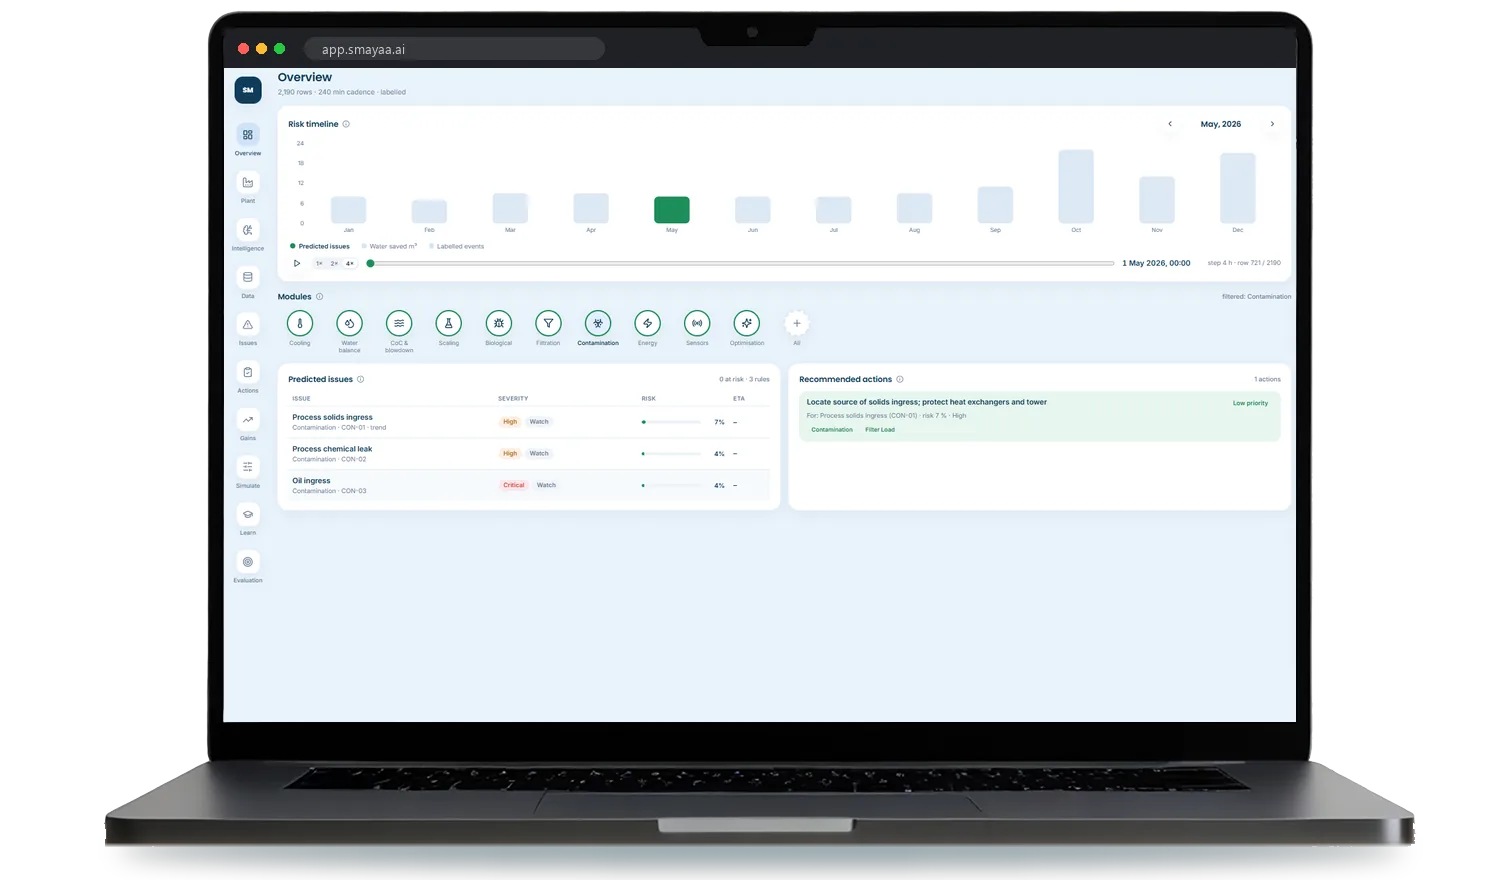 app.smayaa.ai
SM
Overview
2,190 rows · 240 min cadence · labelled
Overview
Plant
Intelligence
Data
Issues
Actions
Gains
Simulate
Learn
Evaluation
Risk timeline
May, 2026
24
18
12
6
0
Jan Feb Mar Apr May Jun Jul Aug Sep Oct Nov Dec
Predicted issues Water saved m³ Labelled events
1× 2× 4× 1 May 2026, 00:00 step 4 h · row 721 / 2190
Modules
filtered: Contamination
Cooling
Water balance
CoC & blowdown
Scaling
Biological
Filtration
Contamination
Energy
Sensors
Optimisation
All
Predicted issues
0 at risk · 3 rules
ISSUE SEVERITY RISK ETA
Process solids ingress
Contamination · CON-01 · trend
High Watch 7% –
Process chemical leak
Contamination · CON-02
High Watch 4% –
Oil ingress
Contamination · CON-03
Critical Watch 4% –
Recommended actions
1 actions
Locate source of solids ingress; protect heat exchangers and tower
Low priority
For: Process solids ingress (CON-01) · risk 7 % · High
Contamination Filter Load